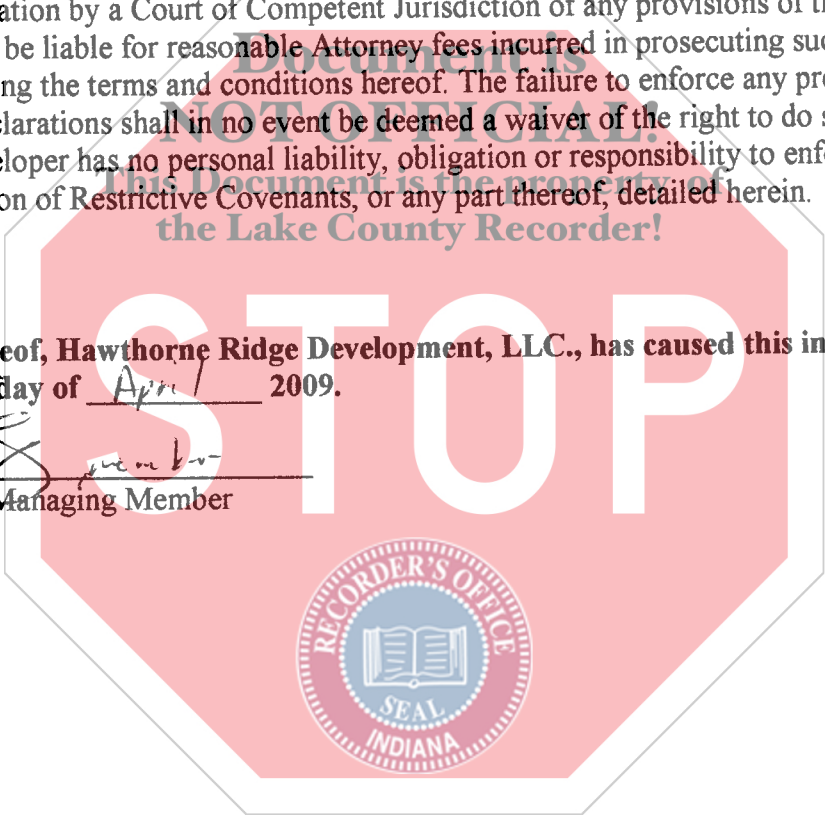 ation by a Court of Competent Jurisdiction of any provisions of t
be liable for reasonable Attorney fees incurred in prosecuting suc
ng the terms and conditions hereof. The failure to enforce any pr
larations shall in no event be deemed a waiver of the right to do s
eloper has no personal liability, obligation or responsibility to enf
on of Restrictive Covenants, or any part thereof, detailed herein.
Document is
NOT OFFICIAL!
This Document is the property of
the Lake County Recorder!
STOP
eof, Hawthorne Ridge Development, LLC., has caused this in
day of April 2009.
Managing Member
RECORDER'S OFFICE
SEAL
INDIANA